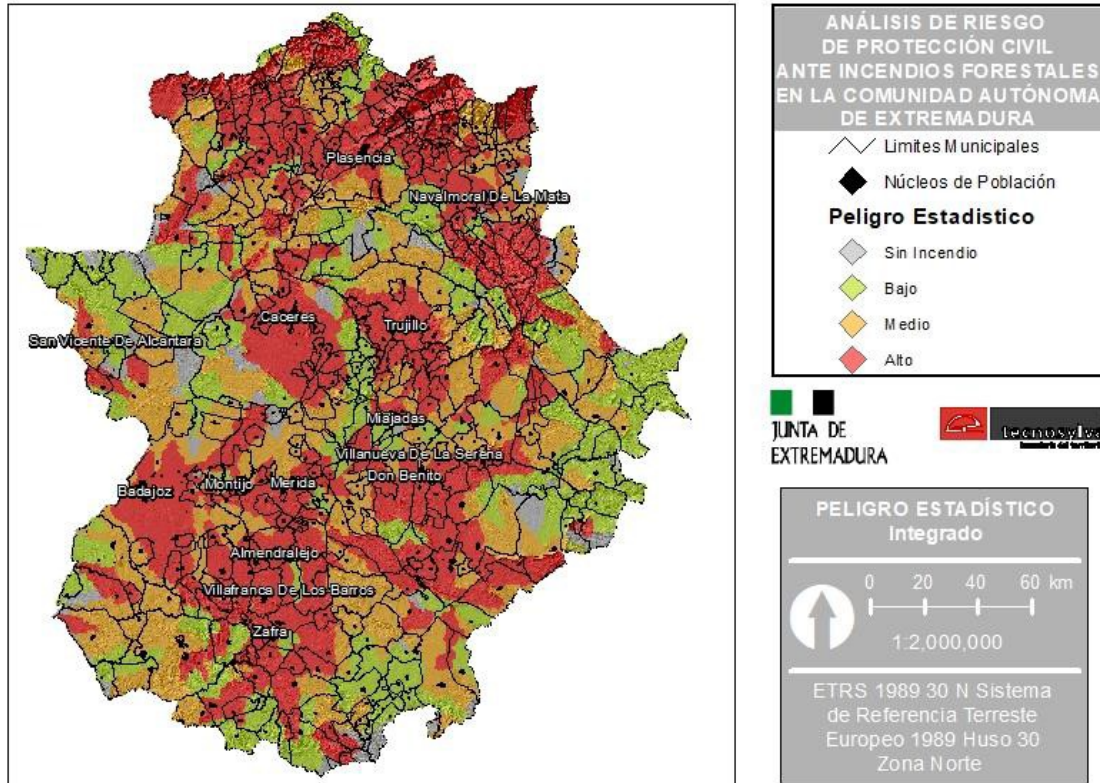 Plasencia
Navalmoral De La Mata
Caceres
Trujillo
San Vicente De Alcantara
Miajadas
Villanueva De La Serena
Don Benito
Badajoz
Montijo
Merida
Almendralejo
Villafranca De Los Barros
Zafra
ANÁLISIS DE RIESGO
DE PROTECCIÓN CIVIL
ANTE INCENDIOS FORESTALES
EN LA COMUNIDAD AUTÓNOMA
DE EXTREMADURA
Limites Municipales
Núcleos de Población
Peligro Estadistico
Sin Incendio
Bajo
Medio
Alto
JUNTA DE
EXTREMADURA
tecnosylva
PELIGRO ESTADÍSTICO
Integrado
0 20 40 60 km
1:2,000,000
ETRS 1989 30 N Sistema
de Referencia Terreste
Europeo 1989 Huso 30
Zona Norte